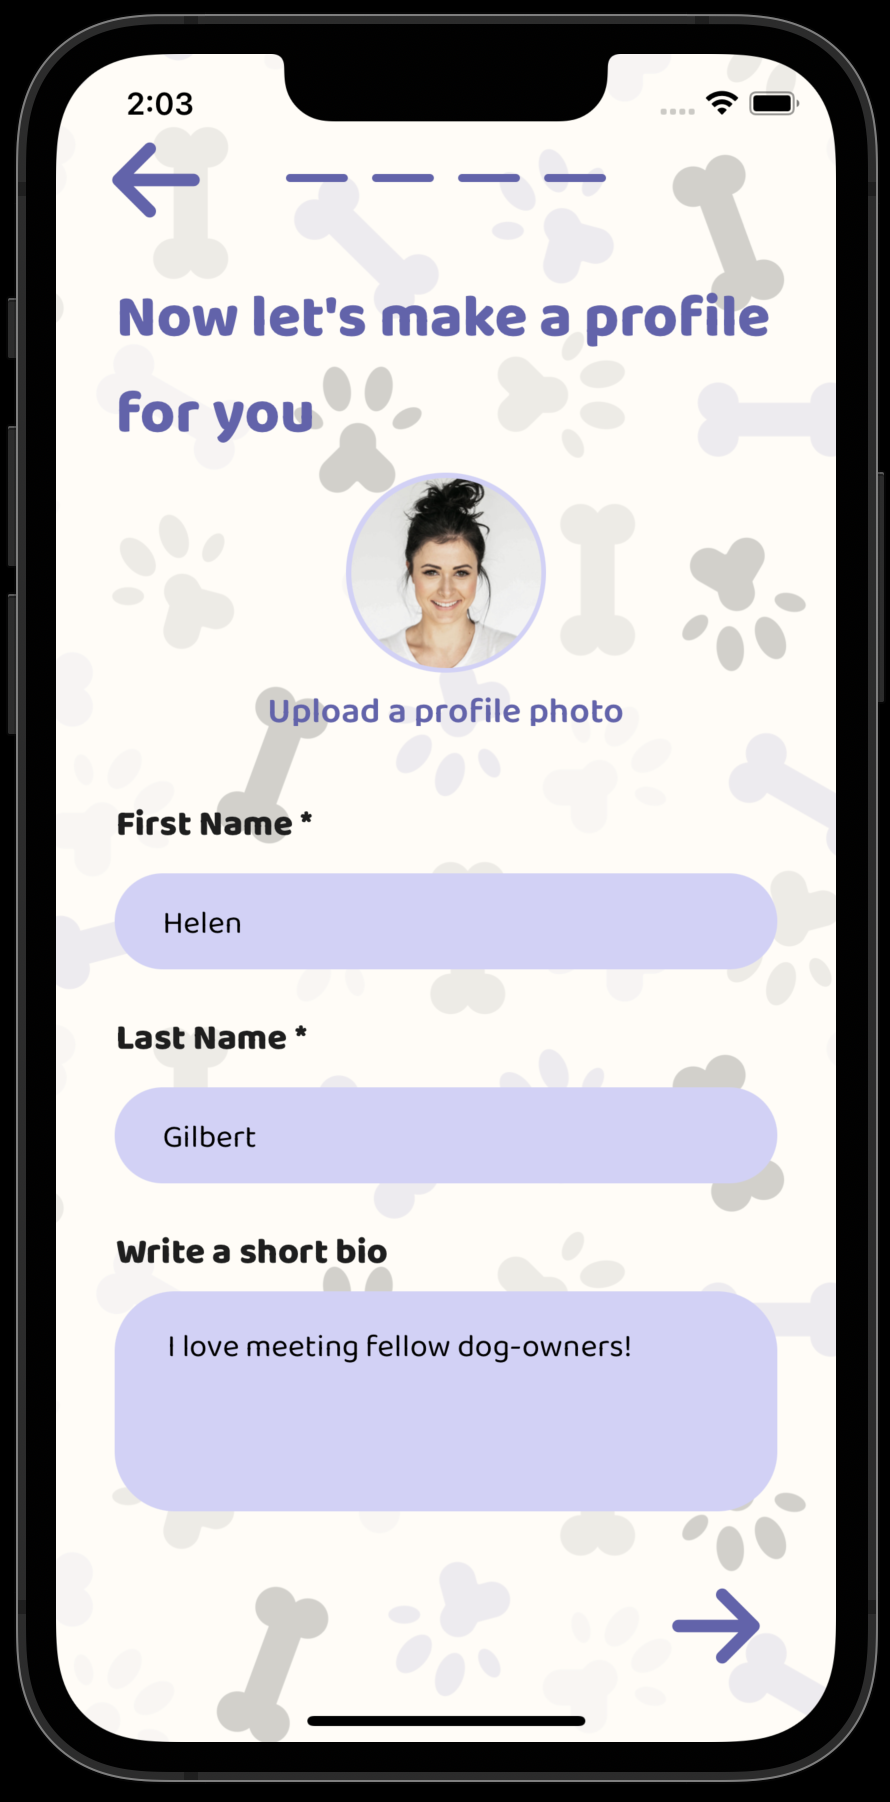 2:03
Now let's make a profile
for you
Upload a profile photo
First Name *
Helen
Last Name *
Gilbert
Write a short bio
I love meeting fellow dog-owners!